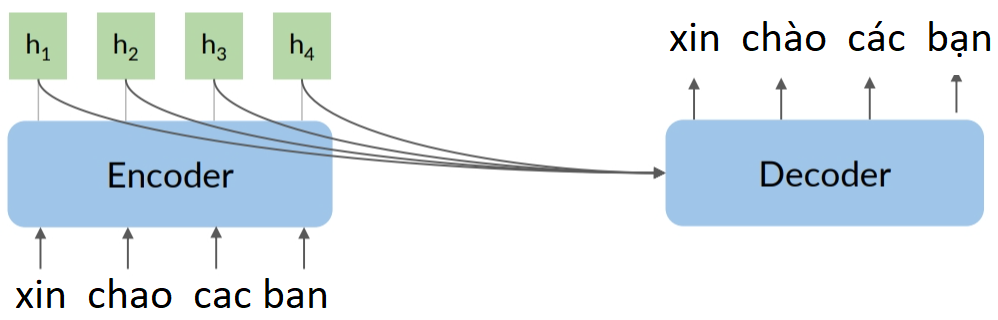 h1 h2 h3 h4
xin chào các bạn
Encoder
Decoder
xin chao cac ban